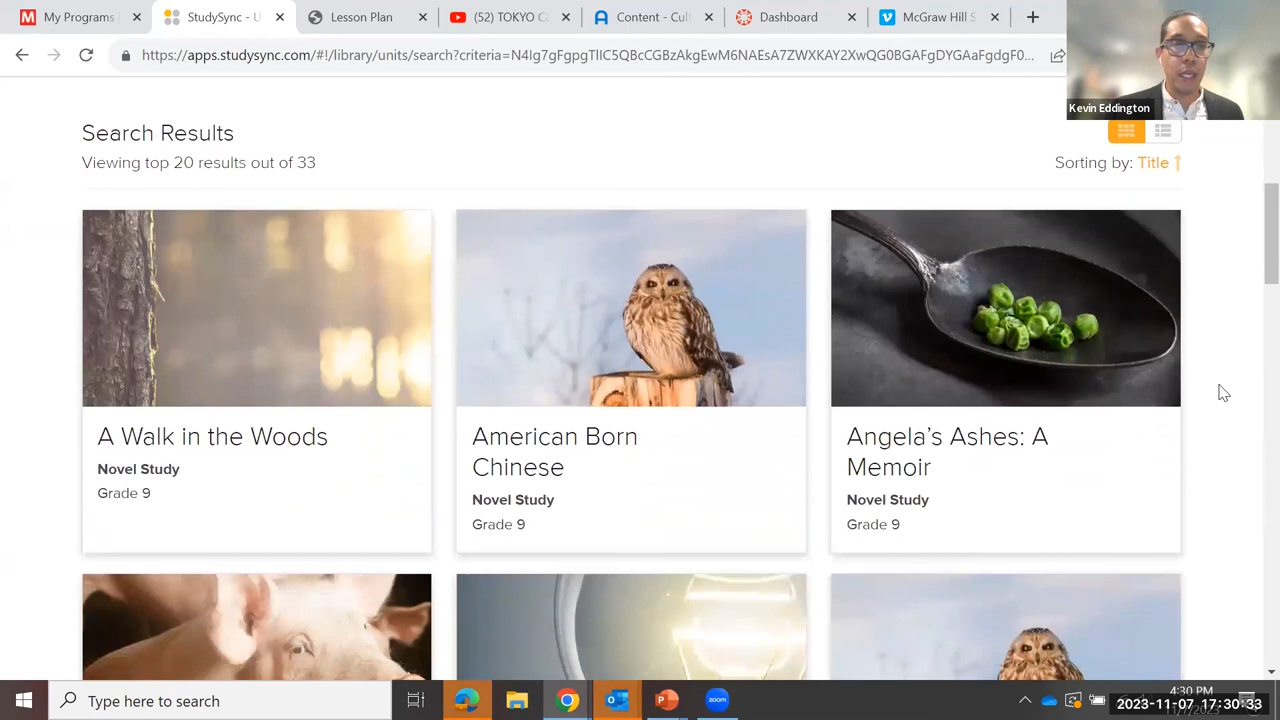 My Programs
StudySync - U
Lesson Plan
(52) TOKYO C
Content - Cul
Dashboard
McGraw Hill S
https://apps.studysync.com/#!/library/units/search?criteria=
Kevin Eddington
Search Results
Viewing top 20 results out of 33
Sorting by: Title
A Walk in the Woods
Novel Study
Grade 9
American Born
Chinese
Novel Study
Grade 9
Angela's Ashes: A
Memoir
Novel Study
Grade 9
Type here to search
zoom
4:30 PM
2023-11-07 17:30:33